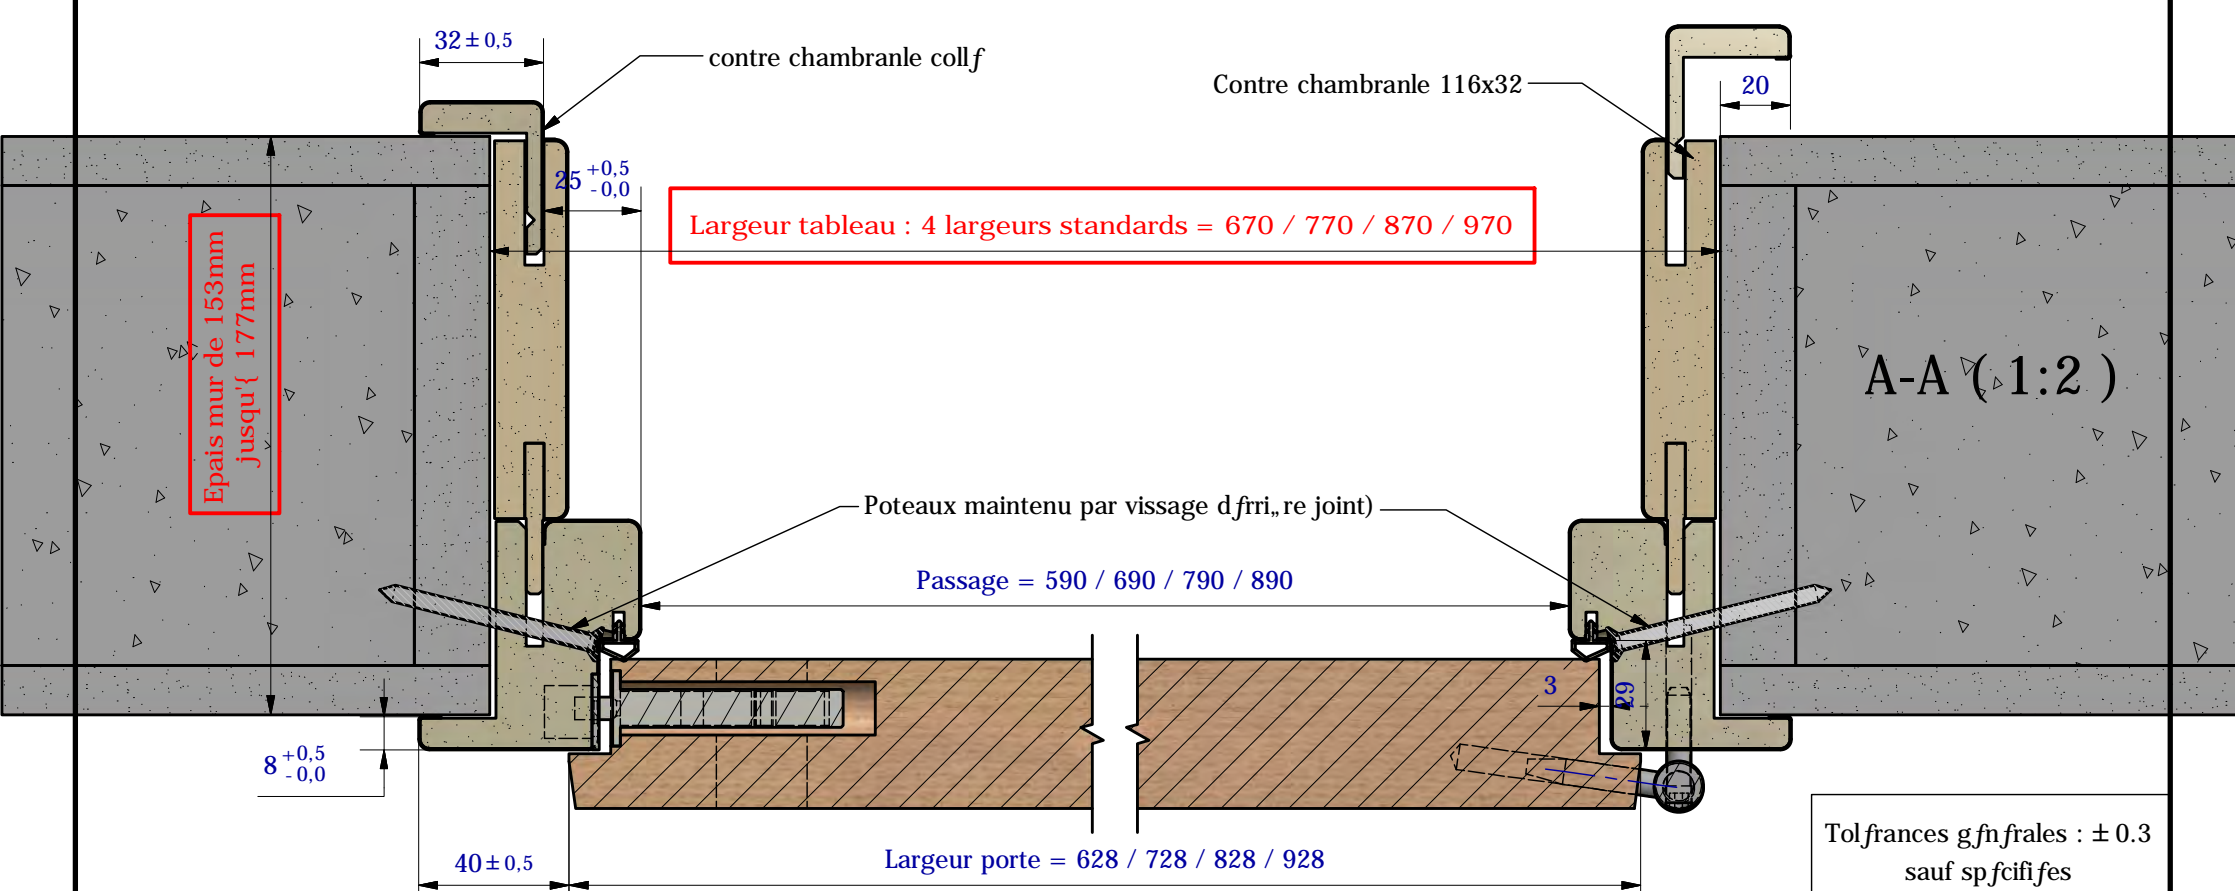 32 ± 0,5
contre chambranle collƒ
Contre chambranle 116x32
20
25 +0,5
-0,0
Largeur tableau : 4 largeurs standards = 670 / 770 / 870 / 970
Epais mur de 153mm
jusqu'{ 177mm
A-A ( 1:2 )
Poteaux maintenu par vissage dƒrri„re joint)
Passage = 590 / 690 / 790 / 890
3
29
8 +0,5
-0,0
40 ± 0,5
Largeur porte = 628 / 728 / 828 / 928
Tolƒrances gƒnƒrales : ± 0.3
sauf spƒcifiƒes